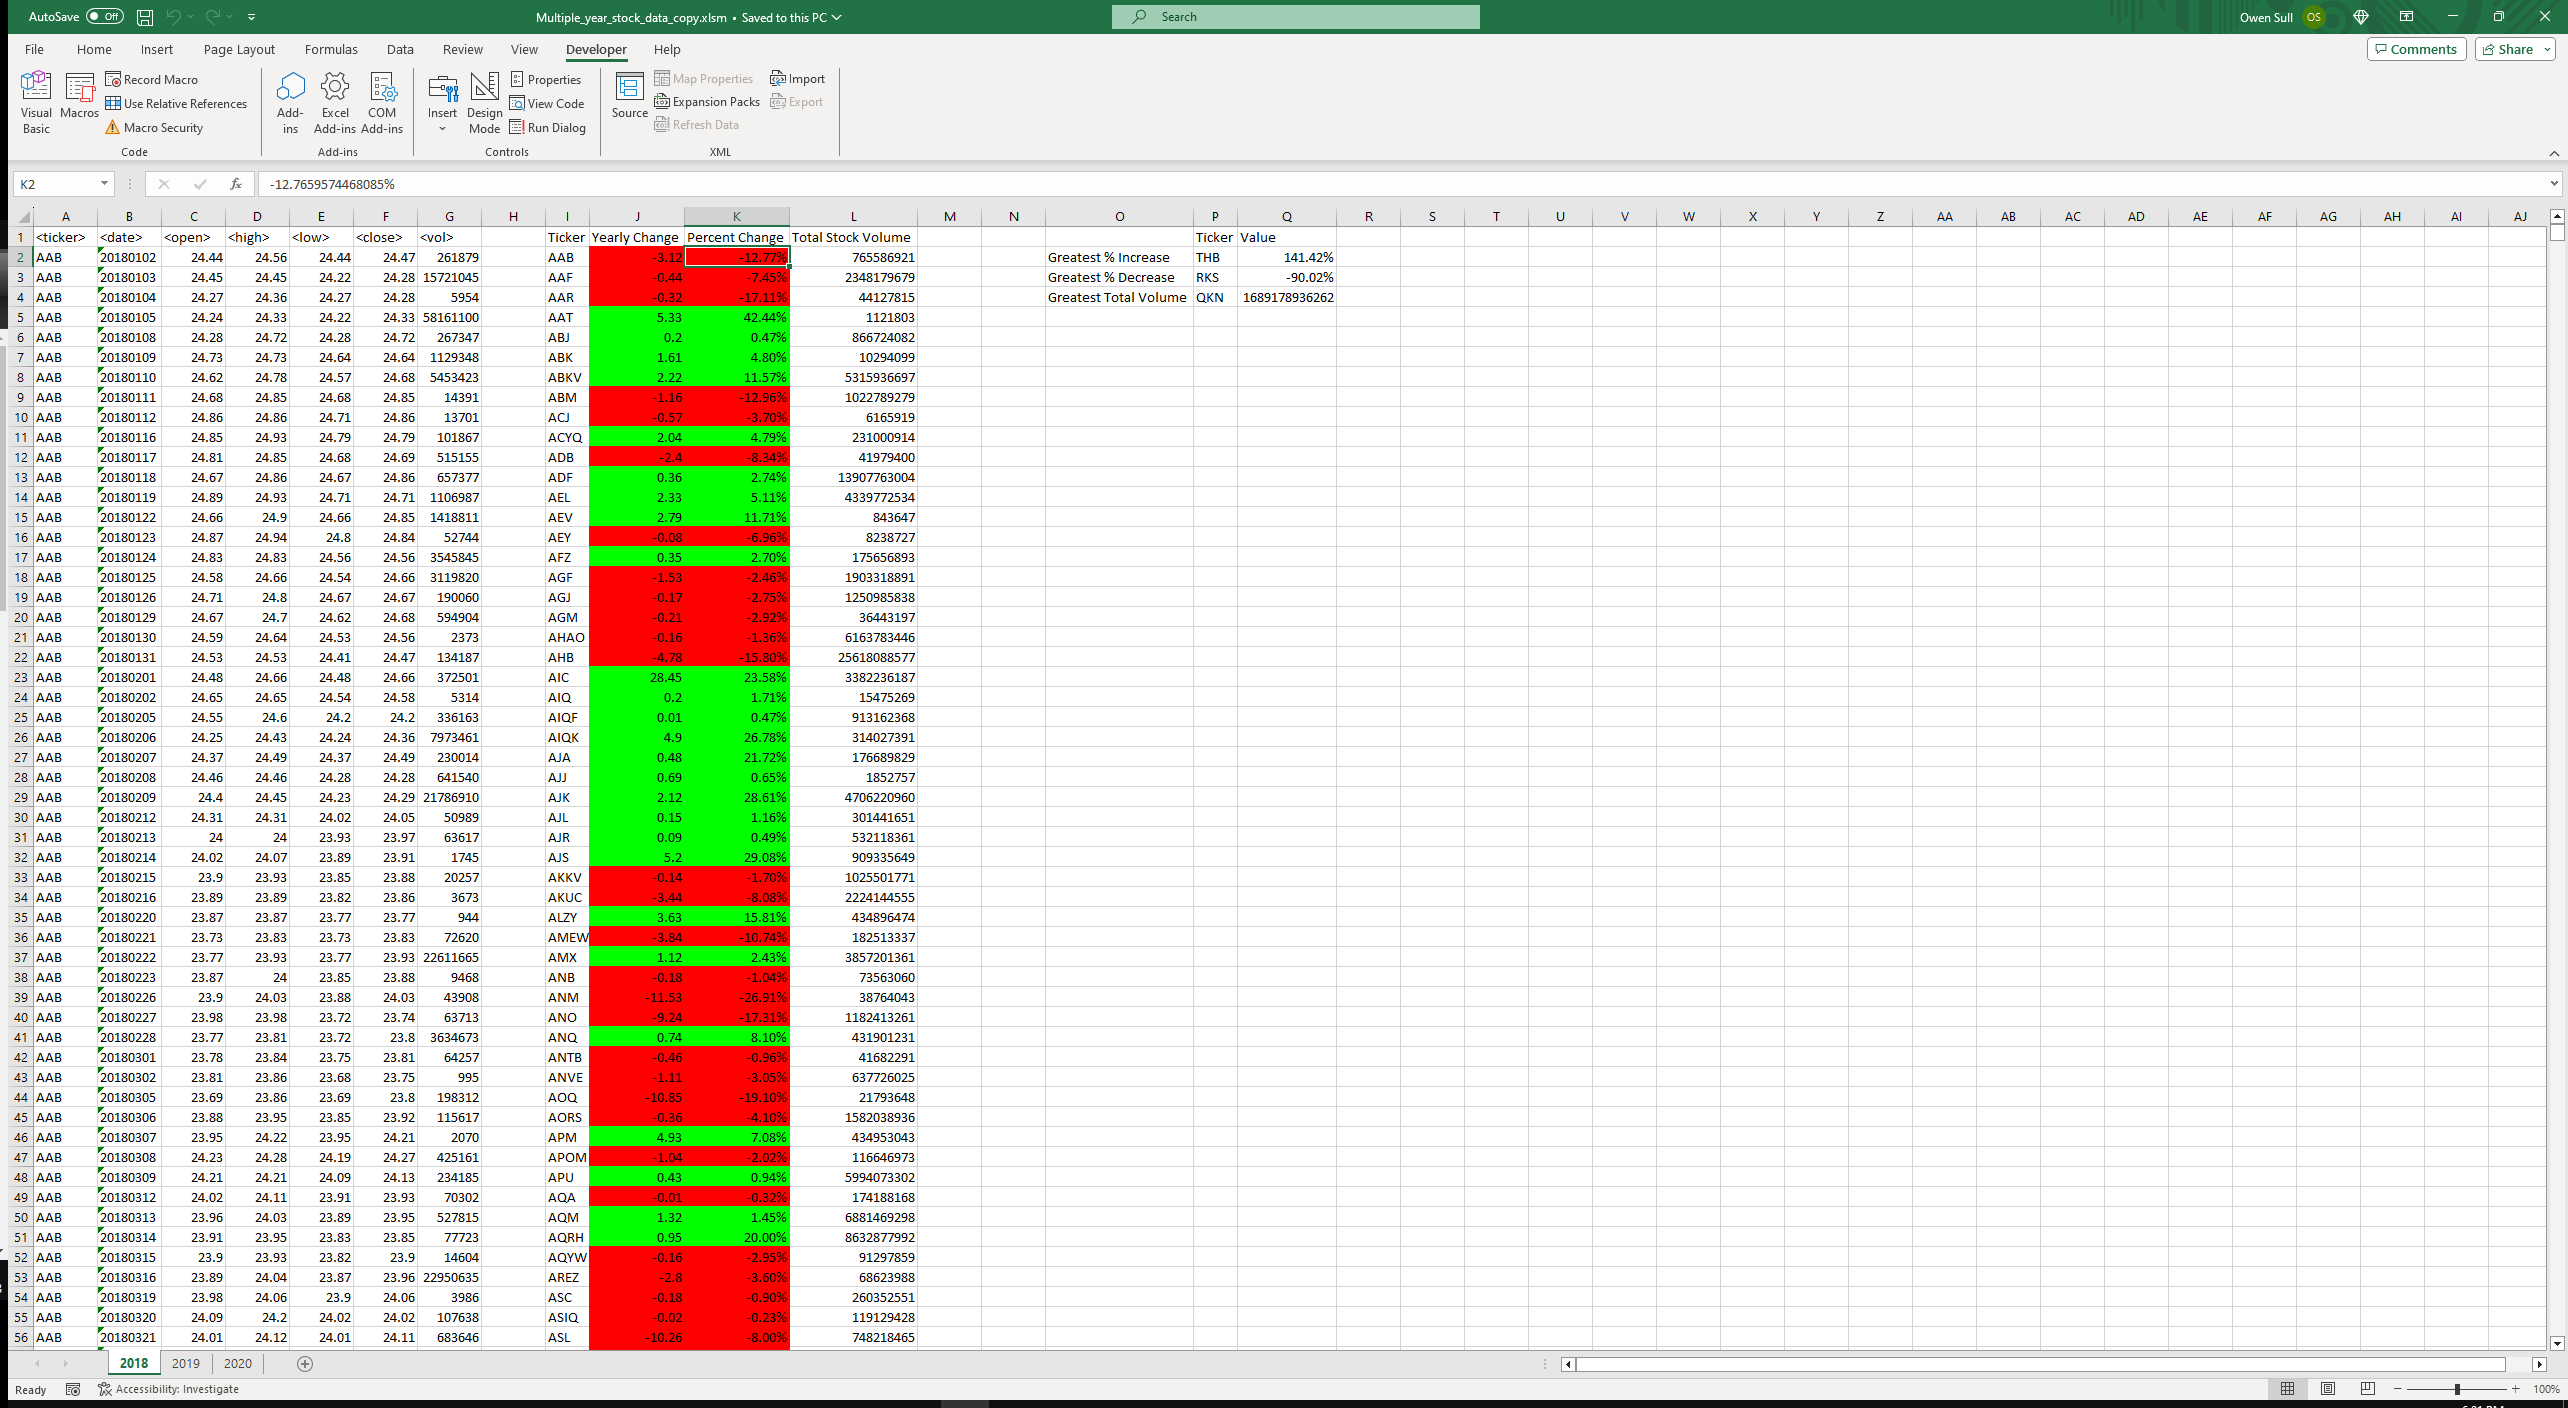 AutoSave Off Multiple_year_stock_data_copy.xlsm • Saved to this PC Search Owen Sull OS
File Home Insert Page Layout Formulas Data Review View Developer Help Comments Share
Visual Basic Macros Record Macro Use Relative References Macro Security Code
Add-ins Excel Add-ins COM Add-ins Add-ins
Insert Design Mode Properties View Code Run Dialog Controls
Source Map Properties Expansion Packs Refresh Data Import Export XML
K2 fx -12.7659574468085%
A B C D E F G H I J K L M N O P Q R S T U V W X Y Z AA AB AC AD AE AF AG AH AI AJ
1 <ticker> <date> <open> <high> <low> <close> <vol> Ticker Yearly Change Percent Change Total Stock Volume Ticker Value
2 AAB 20180102 24.44 24.56 24.44 24.47 261879 AAB -3.12 -12.77% 765586921 Greatest % Increase THB 141.42%
3 AAB 20180103 24.45 24.45 24.22 24.28 15721045 AAF -0.44 -7.45% 2348179679 Greatest % Decrease RKS -90.02%
4 AAB 20180104 24.27 24.36 24.27 24.28 5954 AAR -0.32 -17.11% 44127815 Greatest Total Volume QKN 1689178936262
5 AAB 20180105 24.24 24.33 24.22 24.33 58161100 AAT 5.33 42.44% 1121803
6 AAB 20180108 24.28 24.72 24.28 24.72 267347 ABJ 0.2 0.47% 866724082
7 AAB 20180109 24.73 24.73 24.64 24.64 1129348 ABK 1.61 4.80% 10294099
8 AAB 20180110 24.62 24.78 24.57 24.68 5453423 ABKV 2.22 11.57% 5315936697
9 AAB 20180111 24.68 24.85 24.68 24.85 14391 ABM -1.16 -12.96% 1022789279
10 AAB 20180112 24.86 24.86 24.71 24.86 13701 ACJ -0.57 -3.70% 6165919
11 AAB 20180116 24.85 24.93 24.79 24.79 101867 ACYQ 2.04 4.79% 231000914
12 AAB 20180117 24.81 24.85 24.68 24.69 515155 ADB -2.4 -8.34% 41979400
13 AAB 20180118 24.67 24.86 24.67 24.86 657377 ADF 0.36 2.74% 13907763004
14 AAB 20180119 24.89 24.93 24.71 24.71 1106987 AEL 2.33 5.11% 4339772534
15 AAB 20180122 24.66 24.9 24.66 24.85 1418811 AEV 2.79 11.71% 843647
16 AAB 20180123 24.87 24.94 24.8 24.84 52744 AEY -0.08 -6.96% 8238727
17 AAB 20180124 24.83 24.83 24.56 24.56 3545845 AFZ 0.35 2.70% 175656893
18 AAB 20180125 24.58 24.66 24.54 24.66 3119820 AGF -1.53 -2.46% 1903318891
19 AAB 20180126 24.71 24.8 24.67 24.67 190060 AGJ -0.17 -2.75% 1250985838
20 AAB 20180129 24.67 24.7 24.62 24.68 594904 AGM -0.21 -2.92% 36443197
21 AAB 20180130 24.59 24.64 24.53 24.56 2373 AHAO -0.16 -1.36% 6163783446
22 AAB 20180131 24.53 24.53 24.41 24.47 134187 AHB -4.78 -15.80% 25618088577
23 AAB 20180201 24.48 24.66 24.48 24.66 372501 AIC 28.45 23.58% 3382236187
24 AAB 20180202 24.65 24.65 24.54 24.58 5314 AIQ 0.2 1.71% 15475269
25 AAB 20180205 24.55 24.6 24.2 24.2 336163 AIQF 0.01 0.47% 913162368
26 AAB 20180206 24.25 24.43 24.24 24.36 7973461 AIQK 4.9 26.78% 314027391
27 AAB 20180207 24.37 24.49 24.37 24.49 230014 AJA 0.48 21.72% 176689829
28 AAB 20180208 24.46 24.46 24.28 24.28 641540 AJJ 0.69 0.65% 1852757
29 AAB 20180209 24.4 24.45 24.23 24.29 21786910 AJK 2.12 28.61% 4706220960
30 AAB 20180212 24.31 24.31 24.02 24.05 50989 AJL 0.15 1.16% 301441651
31 AAB 20180213 24 24 23.93 23.97 63617 AJR 0.09 0.49% 532118361
32 AAB 20180214 24.02 24.07 23.89 23.91 1745 AJS 5.2 29.08% 909335649
33 AAB 20180215 23.9 23.93 23.85 23.88 20257 AKKV -0.14 -1.70% 1025501771
34 AAB 20180216 23.89 23.89 23.82 23.86 3673 AKUC -3.44 -8.08% 2224144555
35 AAB 20180220 23.87 23.87 23.77 23.77 944 ALZY 3.63 15.81% 434896474
36 AAB 20180221 23.73 23.83 23.73 23.83 72620 AMEW -3.84 -10.74% 182513337
37 AAB 20180222 23.77 23.93 23.77 23.93 22611665 AMX 1.12 2.43% 3857201361
38 AAB 20180223 23.87 24 23.85 23.88 9468 ANB -0.18 -1.04% 73563060
39 AAB 20180226 23.9 24.03 23.88 24.03 43908 ANM -11.53 -26.91% 38764043
40 AAB 20180227 23.98 23.98 23.72 23.74 63713 ANO -9.24 -17.31% 1182413261
41 AAB 20180228 23.77 23.81 23.72 23.8 3634673 ANQ 0.74 8.10% 431901231
42 AAB 20180301 23.78 23.84 23.75 23.81 64257 ANTB -0.46 -0.96% 41682291
43 AAB 20180302 23.81 23.86 23.68 23.75 995 ANVE -1.11 -3.05% 637726025
44 AAB 20180305 23.69 23.86 23.69 23.8 198312 AOQ -10.85 -19.10% 21793648
45 AAB 20180306 23.88 23.95 23.85 23.92 115617 AORS -0.36 -4.10% 1582038936
46 AAB 20180307 23.95 24.22 23.95 24.21 2070 APM 4.93 7.08% 434953043
47 AAB 20180308 24.23 24.28 24.19 24.27 425161 APOM -1.04 -2.02% 116646973
48 AAB 20180309 24.21 24.21 24.09 24.13 234185 APU 0.43 0.94% 5994073302
49 AAB 20180312 24.02 24.11 23.91 23.93 70302 AQA -0.01 -0.32% 174188168
50 AAB 20180313 23.96 24.03 23.89 23.95 527815 AQM 1.32 1.45% 6881469298
51 AAB 20180314 23.91 23.95 23.83 23.85 77723 AQRH 0.95 20.00% 8632877992
52 AAB 20180315 23.9 23.93 23.82 23.9 14604 AQYW -0.16 -2.95% 91297859
53 AAB 20180316 23.89 24.04 23.87 23.96 22950635 AREZ -2.8 -3.60% 68623988
54 AAB 20180319 23.98 24.06 23.9 24.06 3986 ASC -0.18 -0.90% 260352551
55 AAB 20180320 24.09 24.2 24.02 24.02 107638 ASIQ -0.02 -0.23% 119129428
56 AAB 20180321 24.01 24.12 24.01 24.11 683646 ASL -10.26 -8.00% 748218465
2018 2019 2020
Ready Accessibility: Investigate 100%